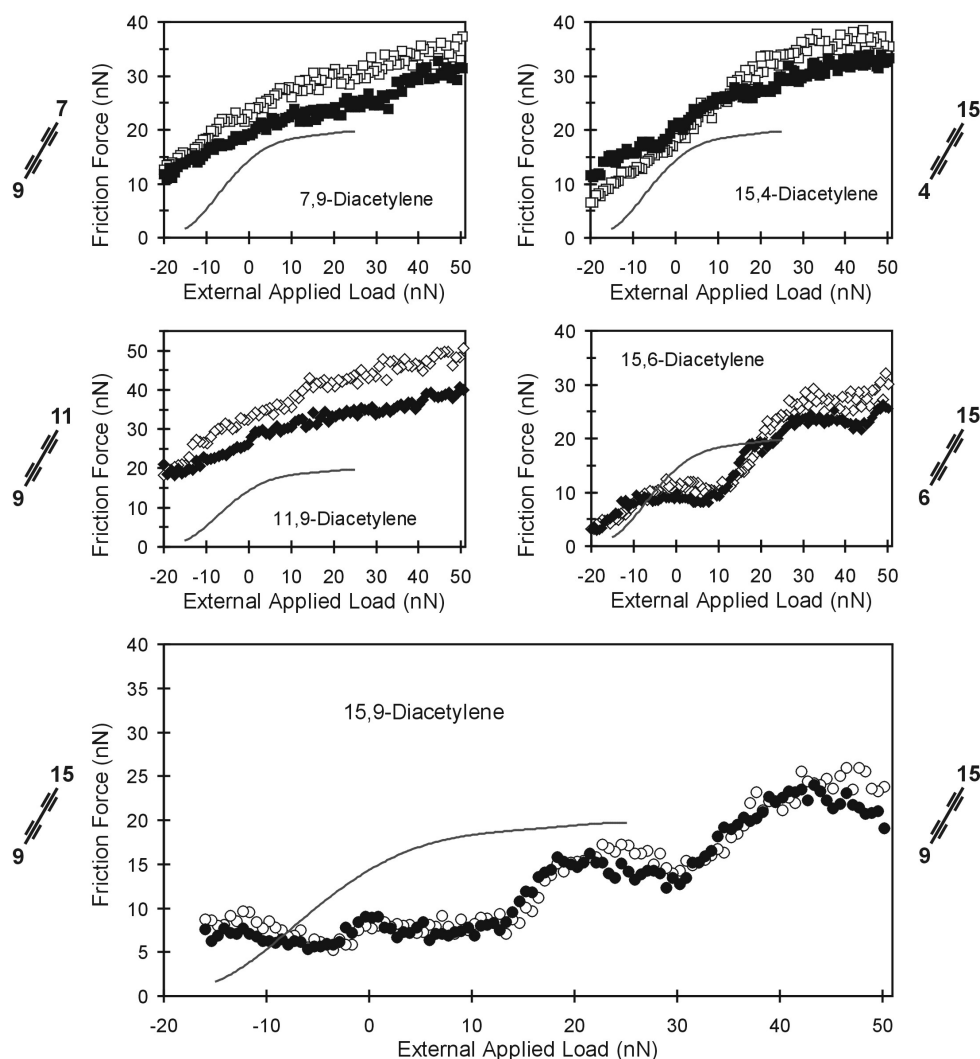 40
30
20
10
0
Friction Force (nN)
7
9
7,9-Diacetylene
-20 -10 0 10 20 30 40 50
External Applied Load (nN)
40
30
20
10
0
Friction Force (nN)
15
4
15,4-Diacetylene
-20 -10 0 10 20 30 40 50
External Applied Load (nN)
50
40
30
20
10
0
Friction Force (nN)
11
9
11,9-Diacetylene
-20 -10 0 10 20 30 40 50
External Applied Load (nN)
40
30
20
10
0
Friction Force (nN)
15
6
15,6-Diacetylene
-20 -10 0 10 20 30 40 50
External Applied Load (nN)
40
35
30
25
20
15
10
5
0
Friction Force (nN)
15
9
15,9-Diacetylene
15
9
-20 -10 0 10 20 30 40 50
External Applied Load (nN)